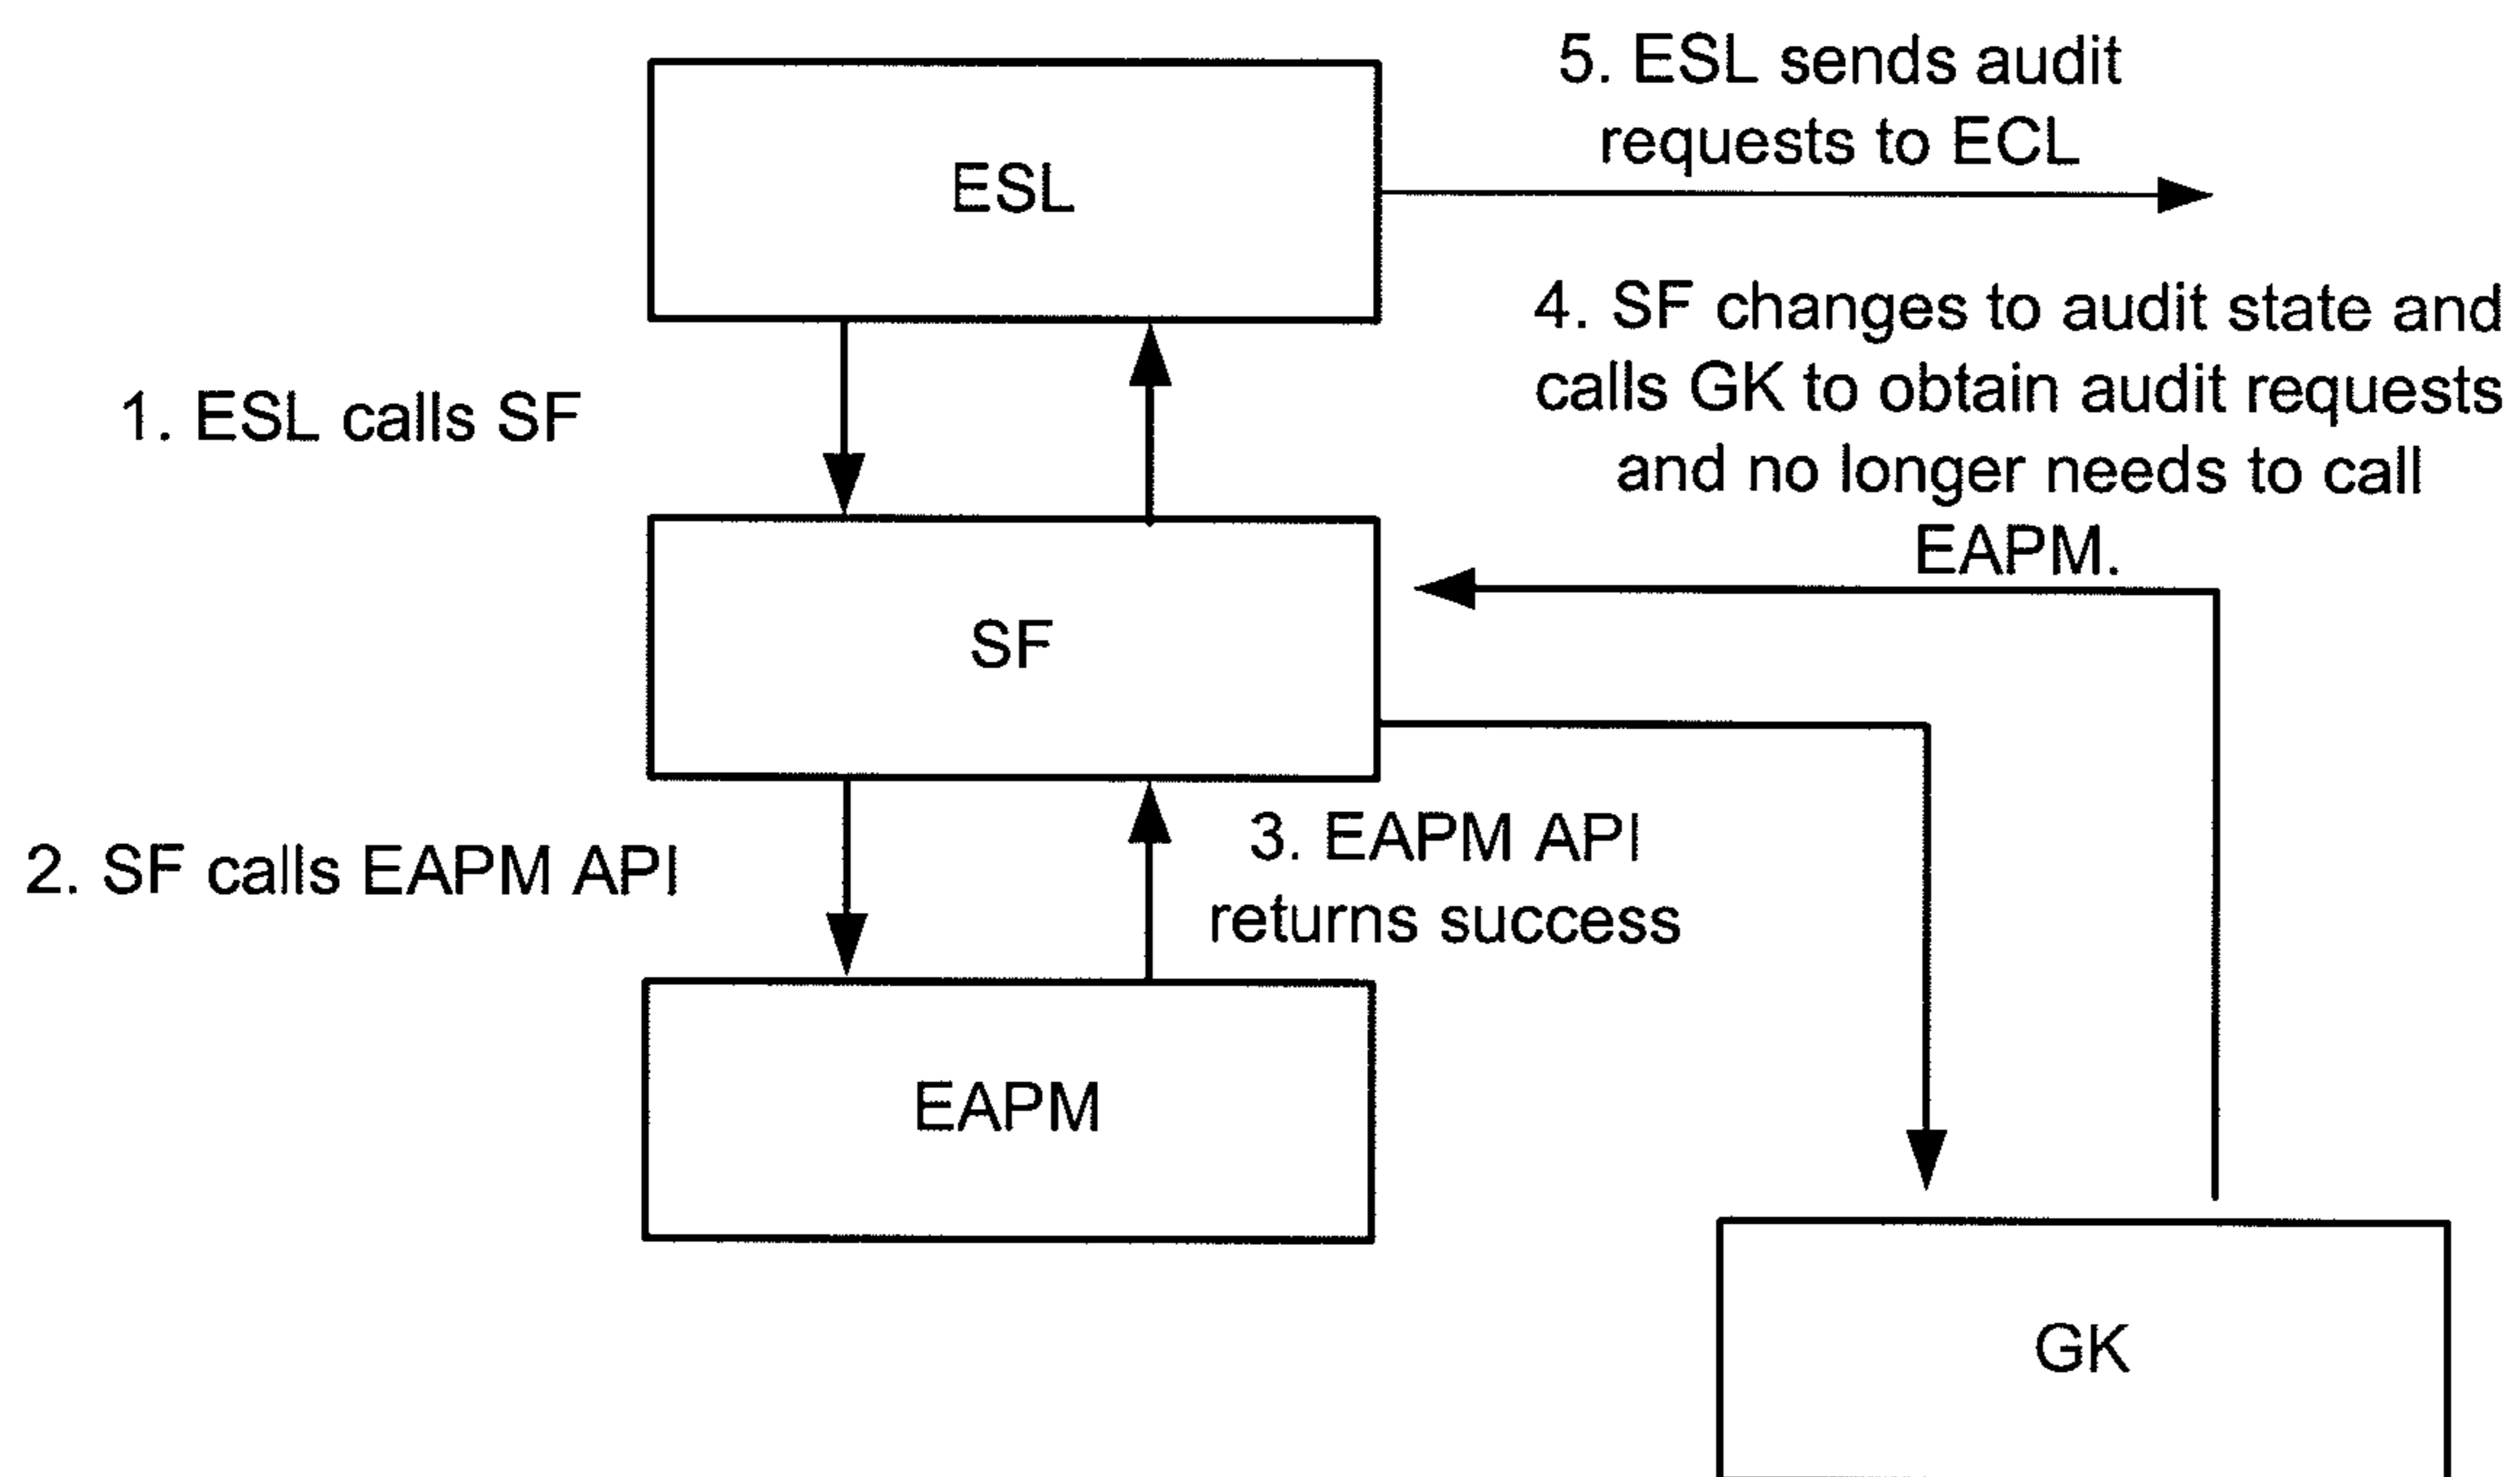 5. ESL sends audit
requests to ECL
ESL
4. SF changes to audit state and
calls GK to obtain audit requests
and no longer needs to call
EAPM.
1. ESL calls SF
SF
2. SF calls EAPM API
3. EAPM API
returns success
EAPM
GK